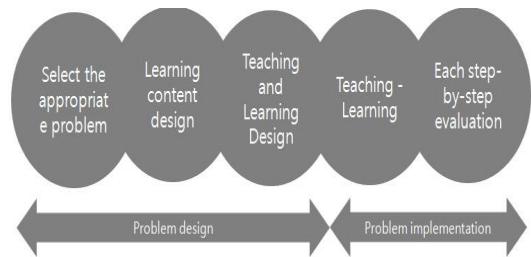 Select the
appropriat
e problem
Learning
content
design
Teaching
and
Learning
Design
Teaching -
Learning
Each step-
by-step
evaluation
Problem design
Problem implementation